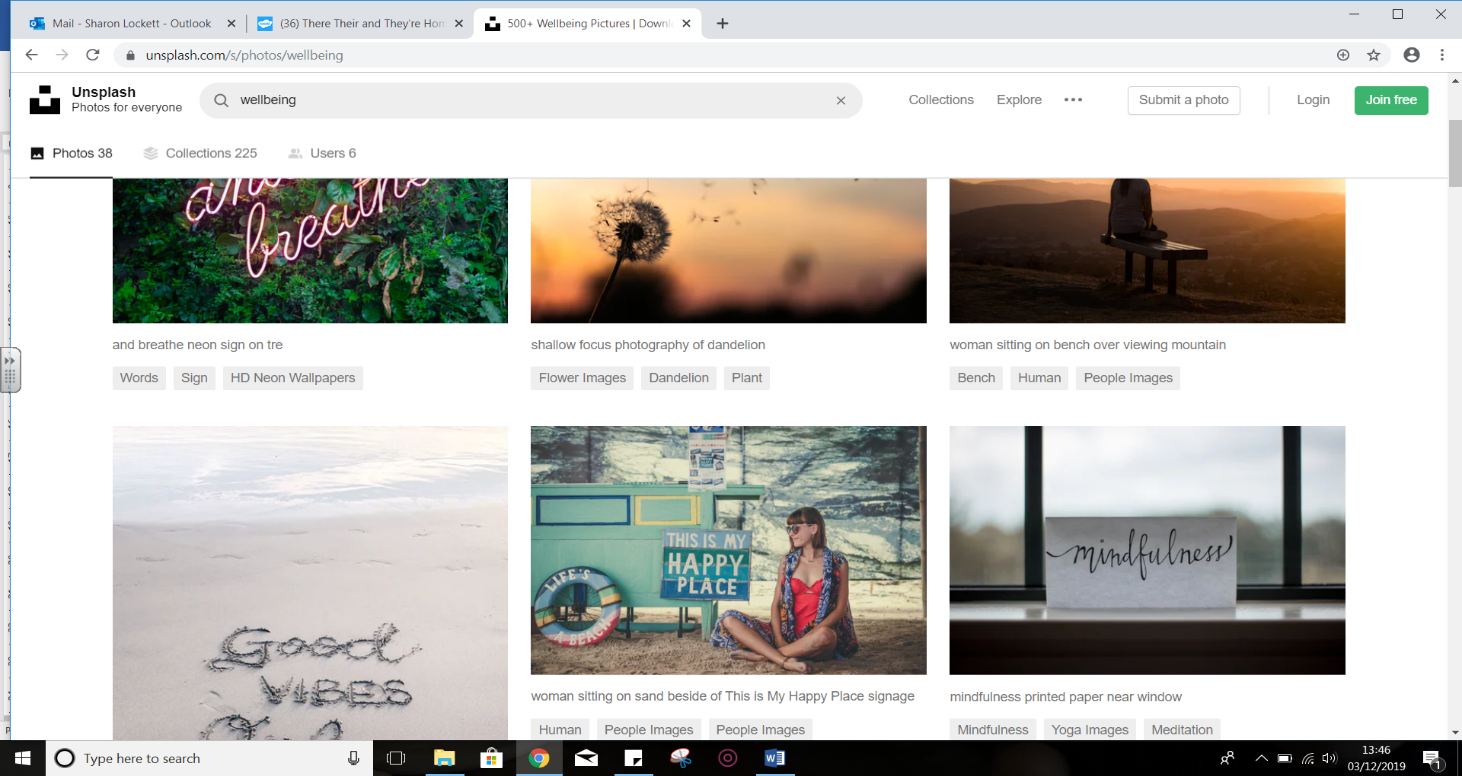 Mail - Sharon Lockett - Outlook
(36) There Their and They're Hom
500+ Wellbeing Pictures | Downl
unsplash.com/s/photos/wellbeing
Unsplash
Photos for everyone
wellbeing
Collections
Explore
Submit a photo
Login
Join free
Photos 38
Collections 225
Users 6
and
breathe
and breathe neon sign on tre
Words
Sign
HD Neon Wallpapers
shallow focus photography of dandelion
Flower Images
Dandelion
Plant
woman sitting on bench over viewing mountain
Bench
Human
People Images
Good
VIBES
THIS IS MY
HAPPY
PLACE
LIFE'S
A BEACH
woman sitting on sand beside of This is My Happy Place signage
Human
People Images
People Images
mindfulness
mindfulness printed paper near window
Mindfulness
Yoga Images
Meditation
Type here to search
13:46
03/12/2019
1